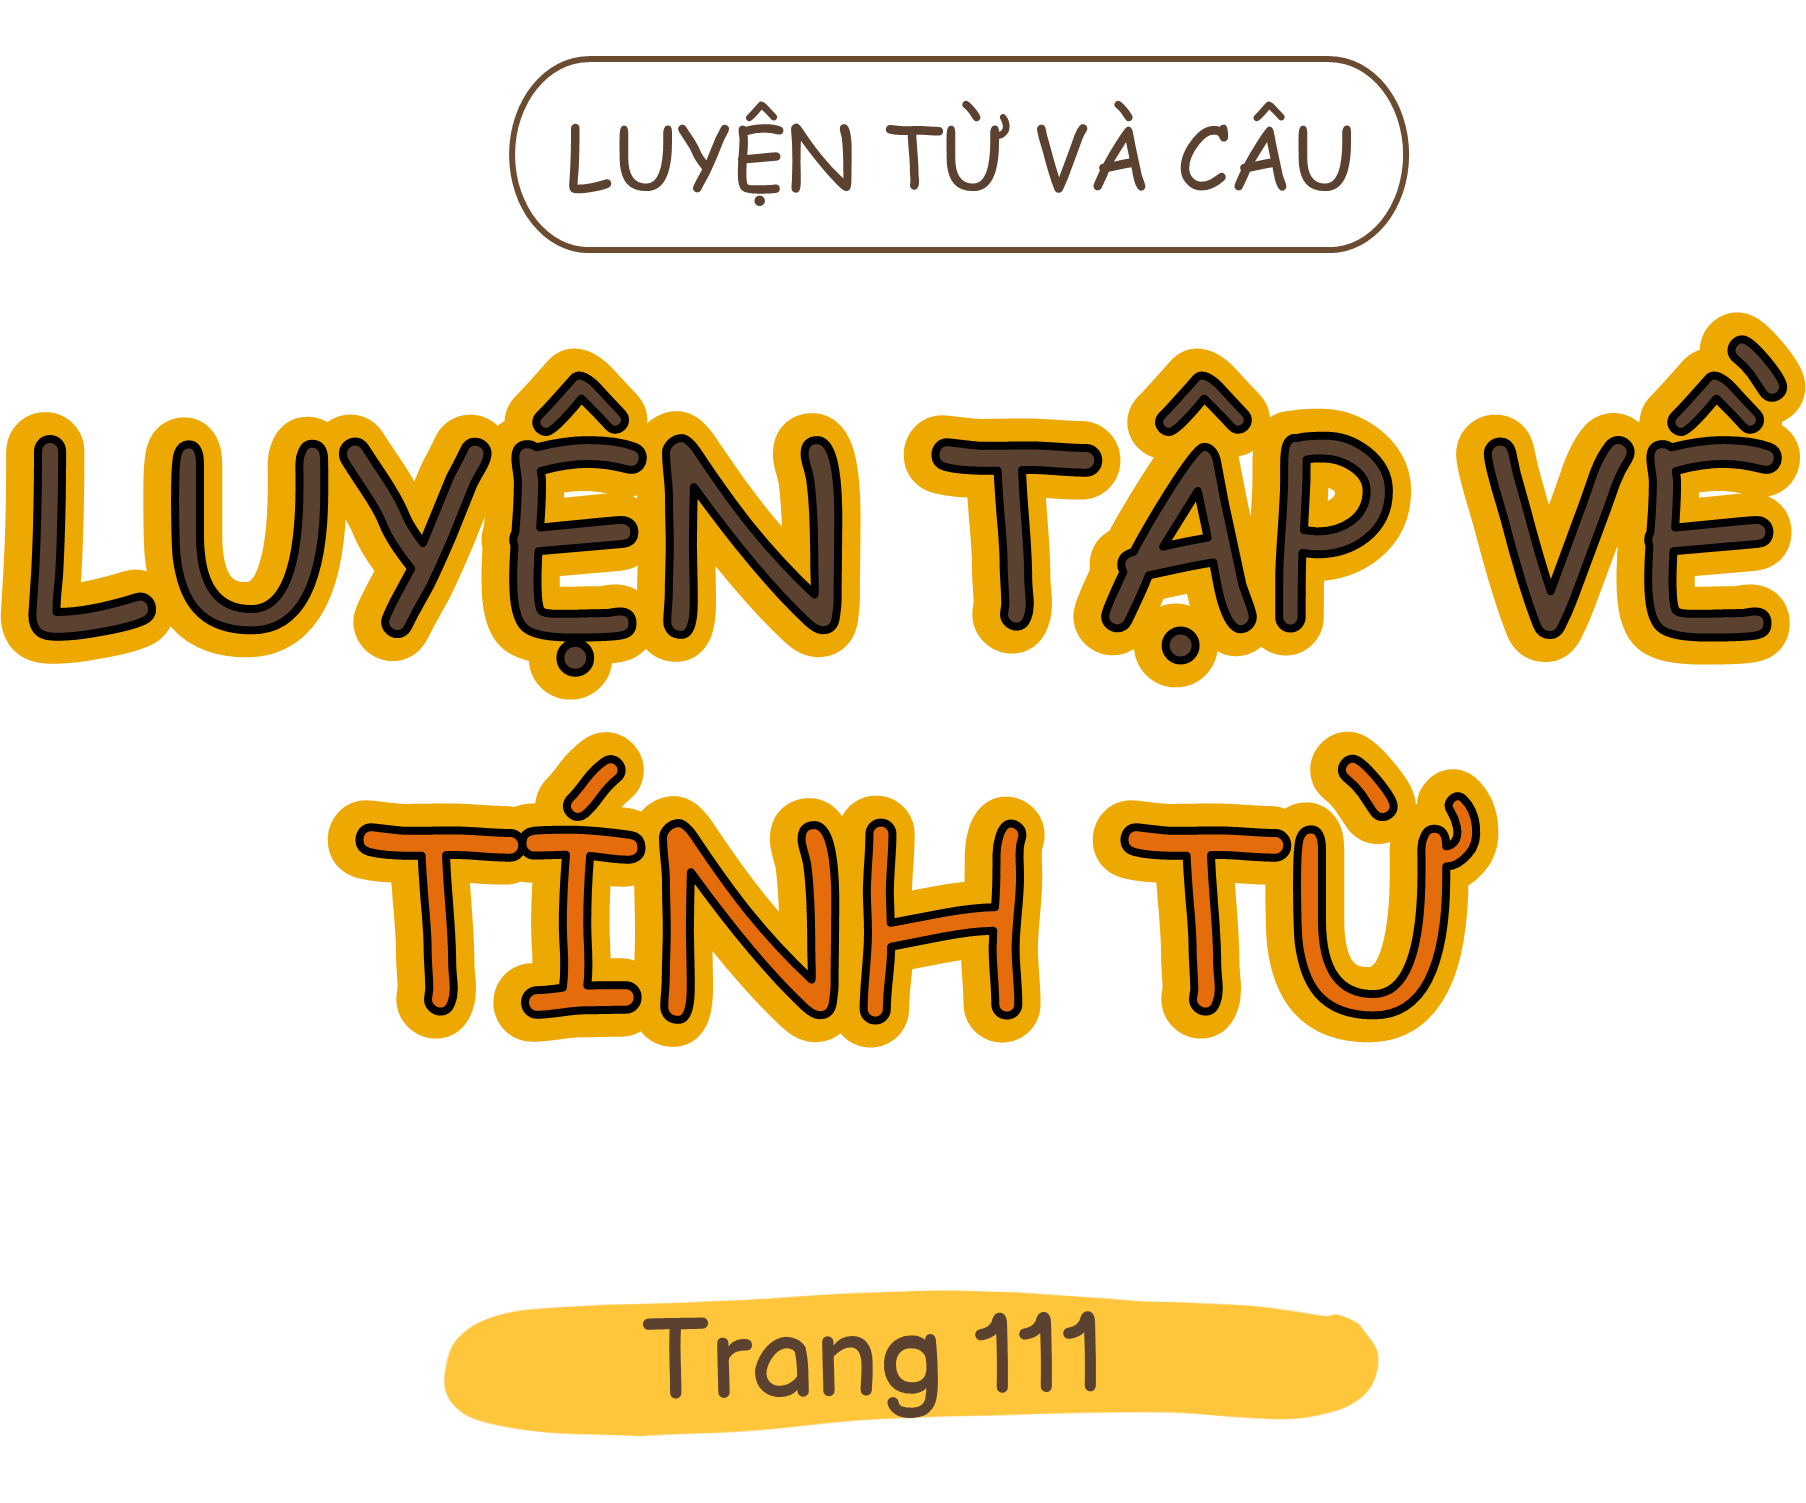 LUYỆN TỪ VÀ CÂU
LUYỆN TẬP VỀ
TÍNH TỪ
Trang 111